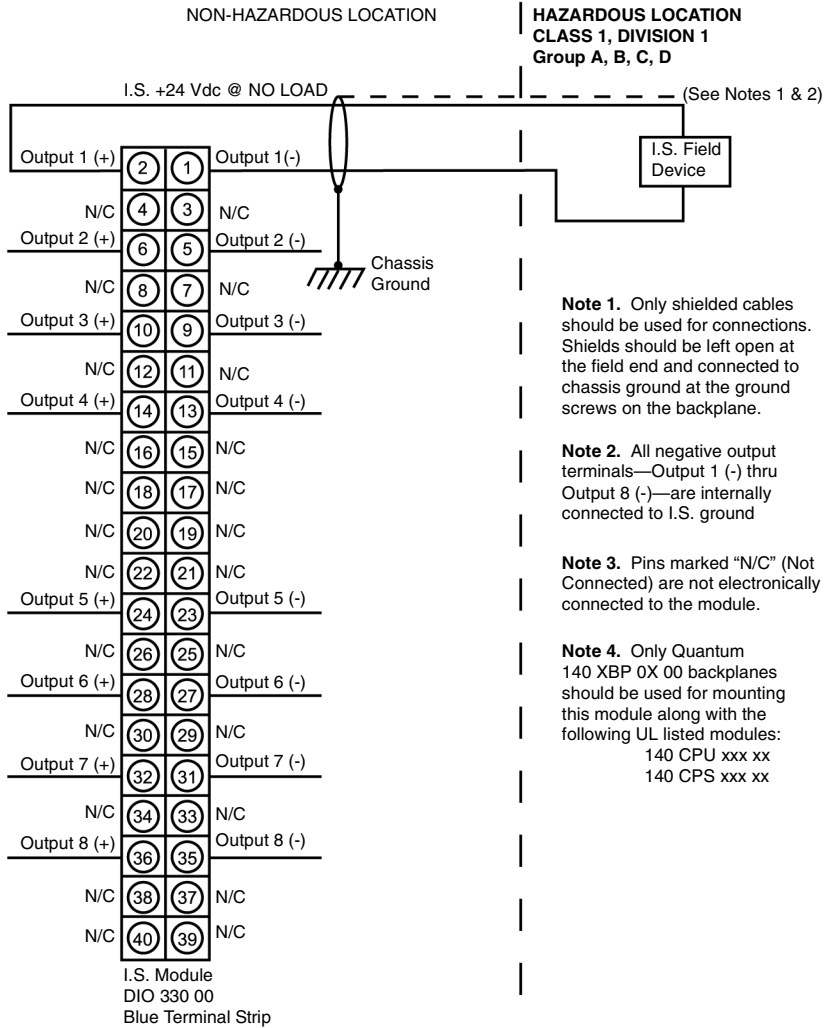 NON-HAZARDOUS LOCATION
HAZARDOUS LOCATION
CLASS 1, DIVISION 1
Group A, B, C, D
I.S. +24 Vdc @ NO LOAD
(See Notes 1 & 2)
I.S. Field
Device
Output 1 (+) 2 1 Output 1(-)
N/C 4 3 N/C
Output 2 (+) 6 5 Output 2 (-)
Chassis
Ground
N/C 8 7 N/C
Output 3 (+) 10 9 Output 3 (-)
N/C 12 11 N/C
Output 4 (+) 14 13 Output 4 (-)
N/C 16 15 N/C
N/C 18 17 N/C
N/C 20 19 N/C
N/C 22 21 N/C
Output 5 (+) 24 23 Output 5 (-)
N/C 26 25 N/C
Output 6 (+) 28 27 Output 6 (-)
N/C 30 29 N/C
Output 7 (+) 32 31 Output 7 (-)
N/C 34 33 N/C
Output 8 (+) 36 35 Output 8 (-)
N/C 38 37 N/C
N/C 40 39 N/C
I.S. Module
DIO 330 00
Blue Terminal Strip
Note 1. Only shielded cables
should be used for connections.
Shields should be left open at
the field end and connected to
chassis ground at the ground
screws on the backplane.
Note 2. All negative output
terminals—Output 1 (-) thru
Output 8 (-)—are internally
connected to I.S. ground
Note 3. Pins marked “N/C” (Not
Connected) are not electronically
connected to the module.
Note 4. Only Quantum
140 XBP 0X 00 backplanes
should be used for mounting
this module along with the
following UL listed modules:
140 CPU xxx xx
140 CPS xxx xx